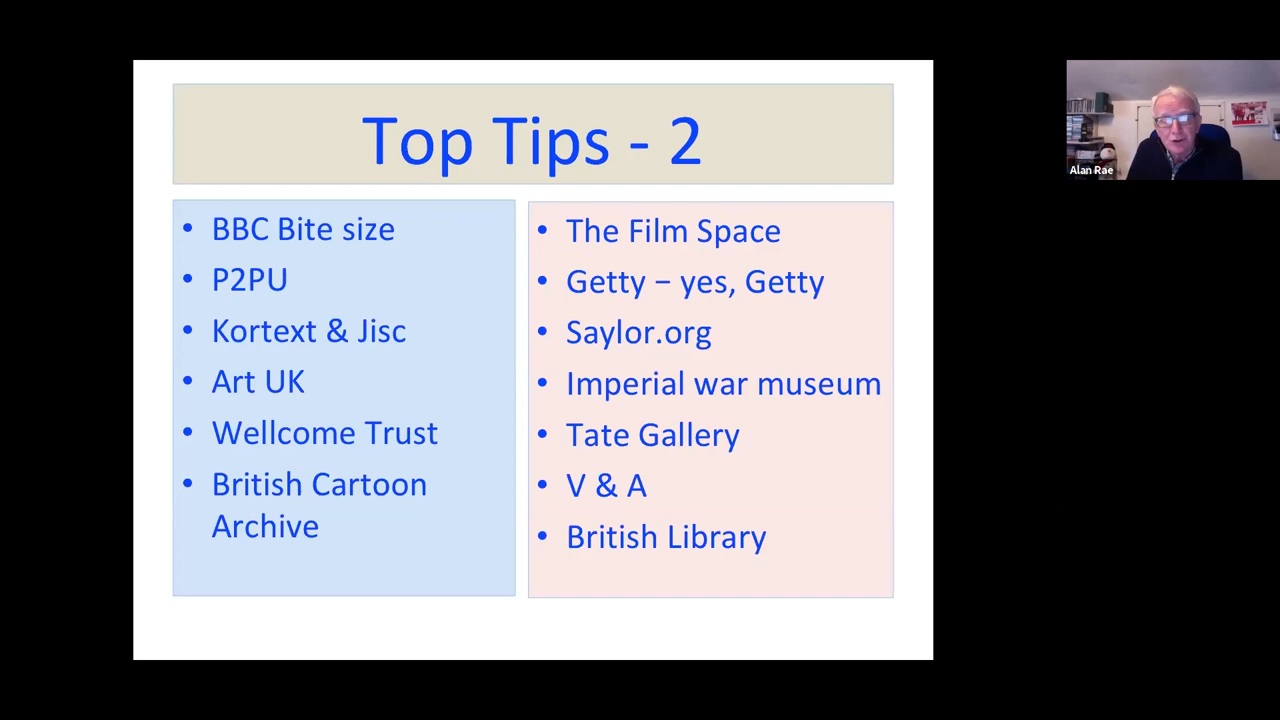 Top Tips - 2
• BBC Bite size
• P2PU
• Kortext & Jisc
• Art UK
• Wellcome Trust
• British Cartoon
Archive
• The Film Space
• Getty – yes, Getty
• Saylor.org
• Imperial war museum
• Tate Gallery
• V & A
• British Library
Alan Rae